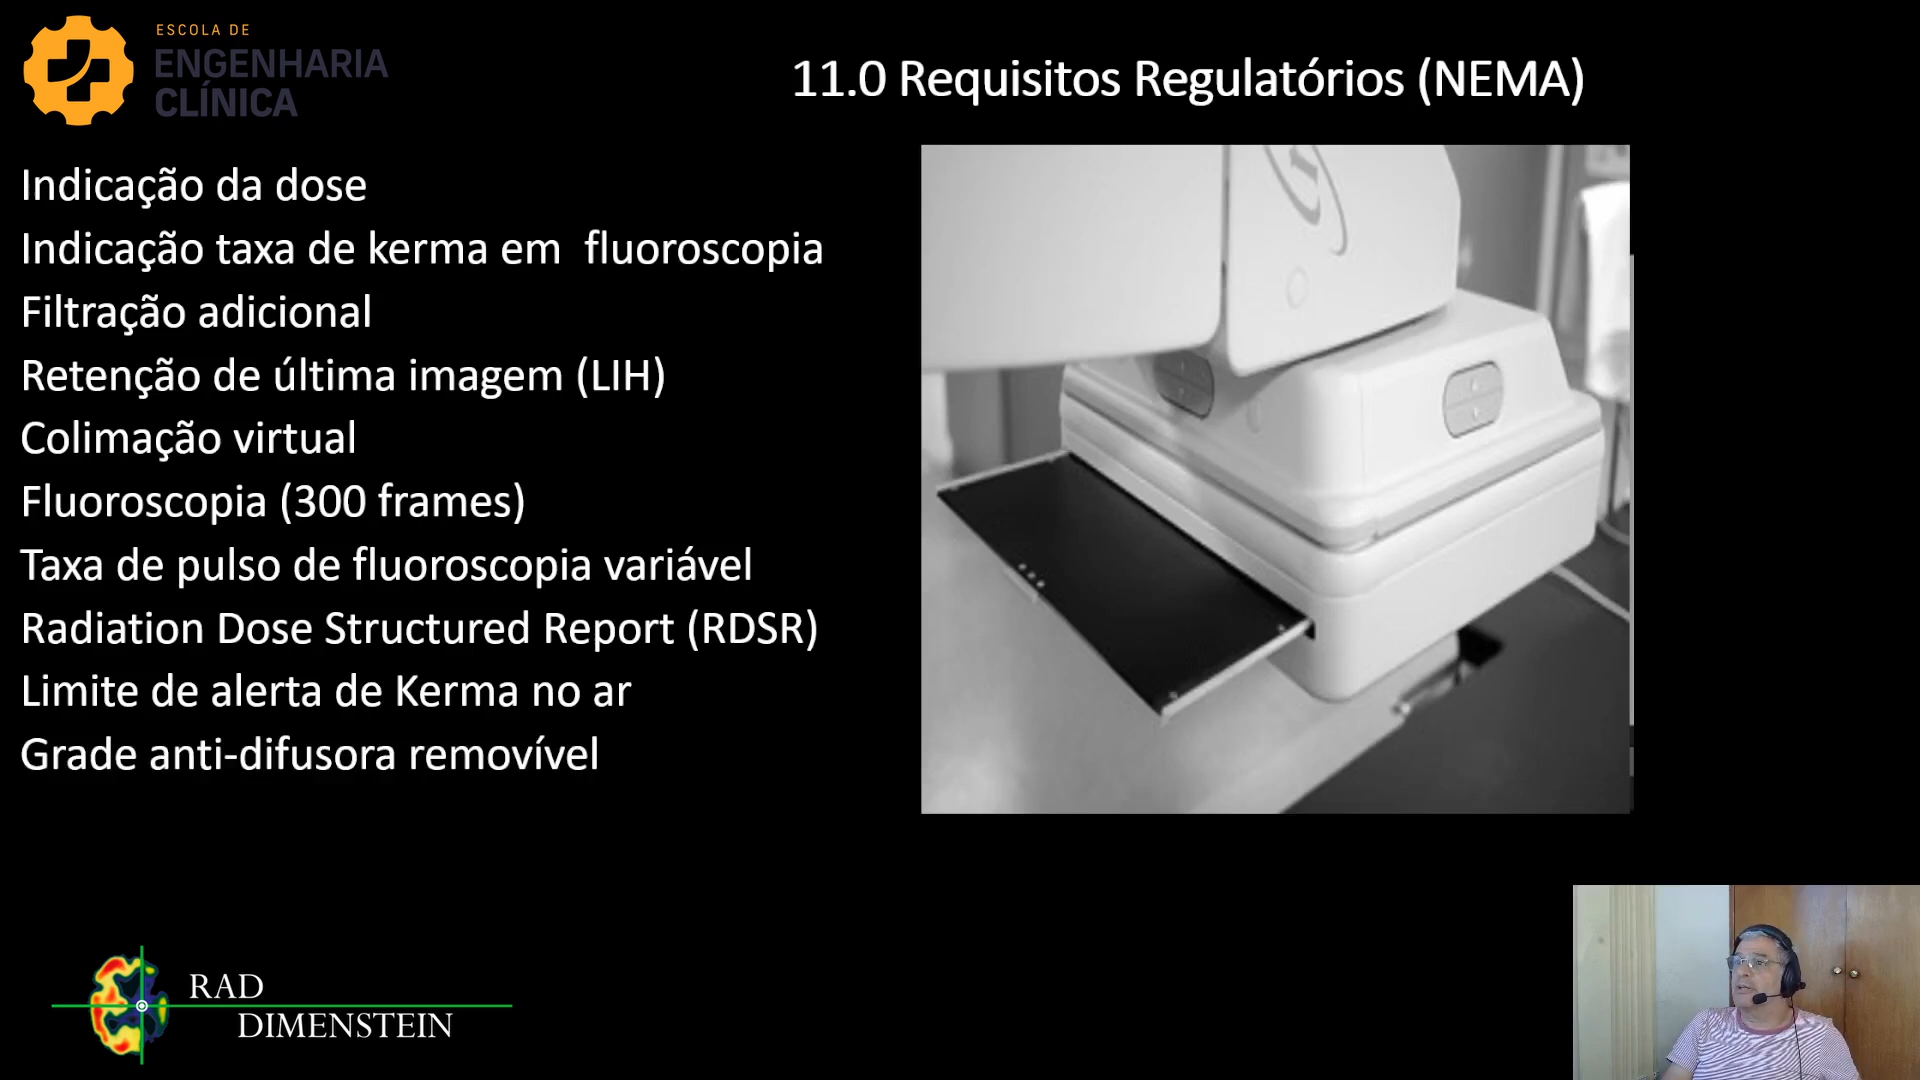 ESCOLA DE
ENGENHARIA
CLÍNICA
11.0 Requisitos Regulatórios (NEMA)
Indicação da dose
Indicação taxa de kerma em fluoroscopia
Filtração adicional
Retenção de última imagem (LIH)
Colimação virtual
Fluoroscopia (300 frames)
Taxa de pulso de fluoroscopia variável
Radiation Dose Structured Report (RDSR)
Limite de alerta de Kerma no ar
Grade anti-difusora removível
RAD
DIMENSTEIN